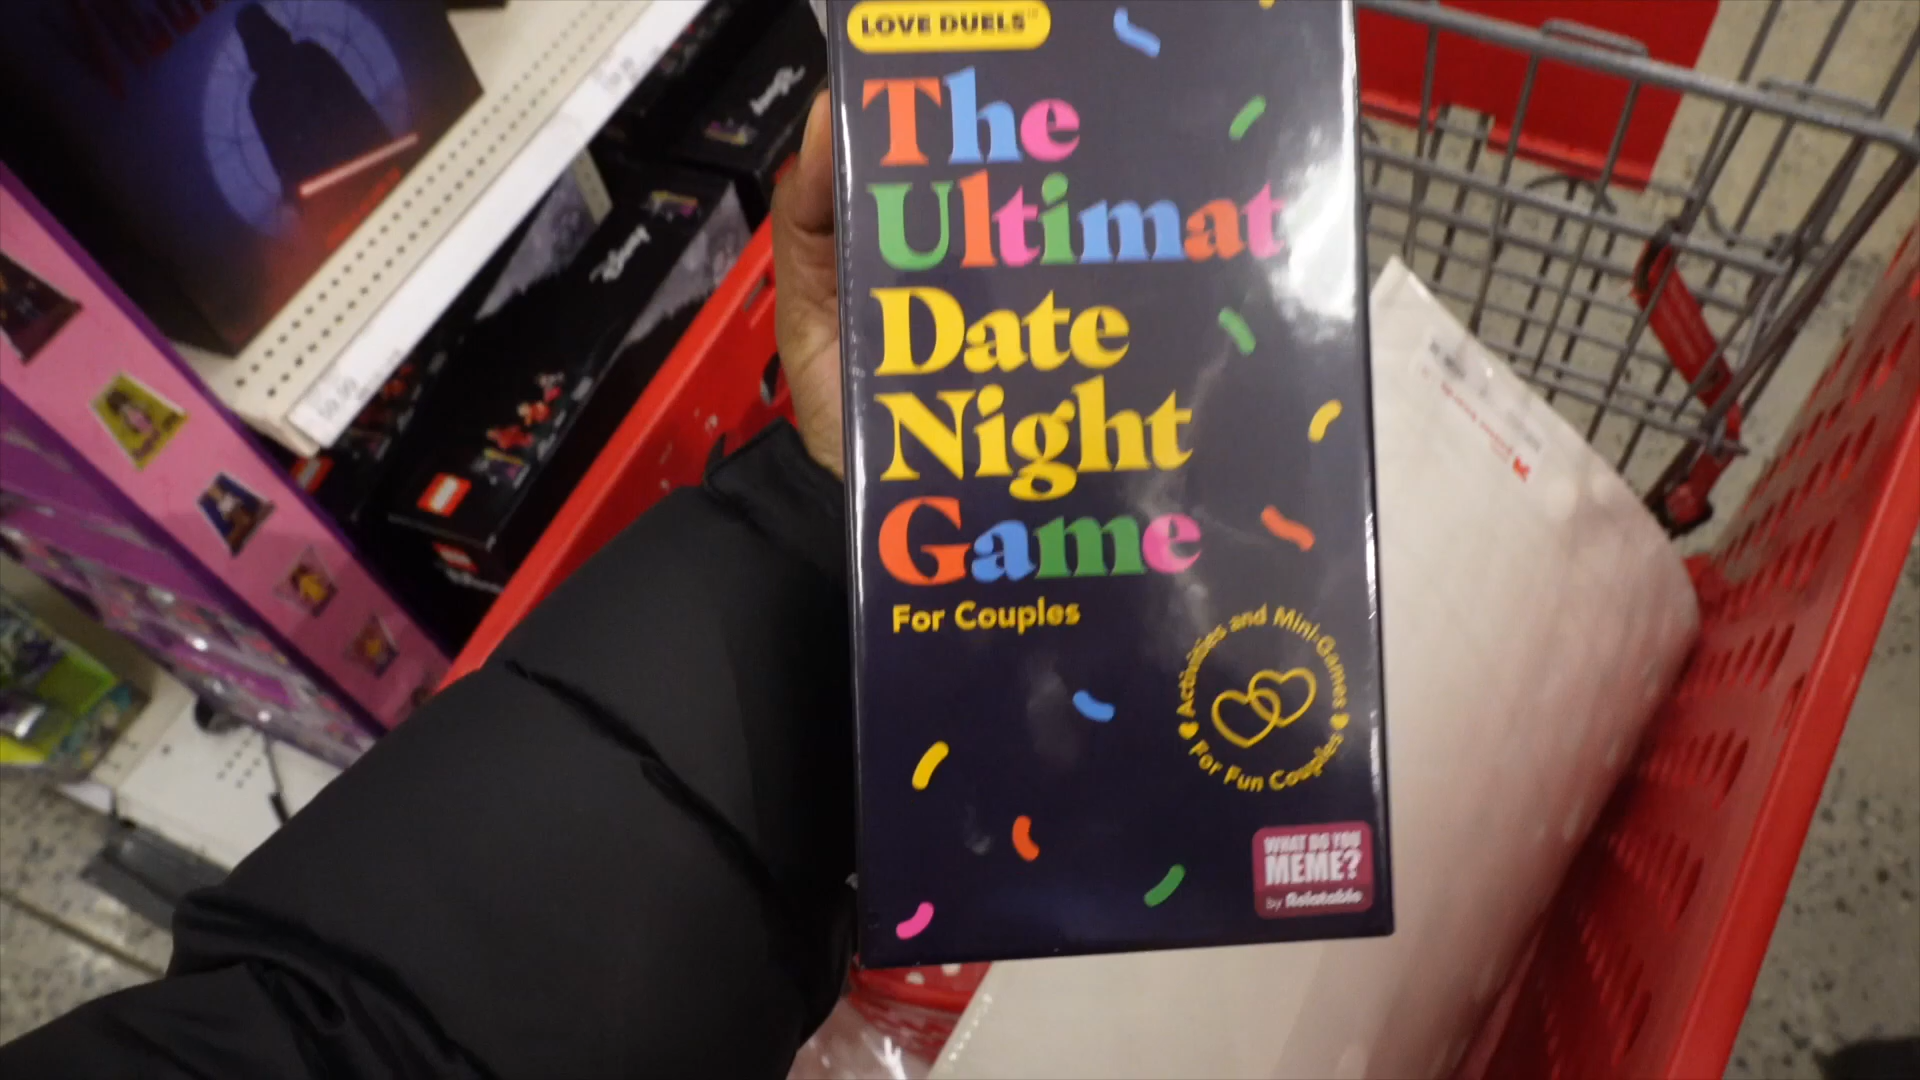 LOVE DUELS
The
Ultimat
Date
Night
Game
For Couples
Activities and Mini-Games
For Fun Couples
WHAT DO YOU
MEME?
by Relatable
Disney